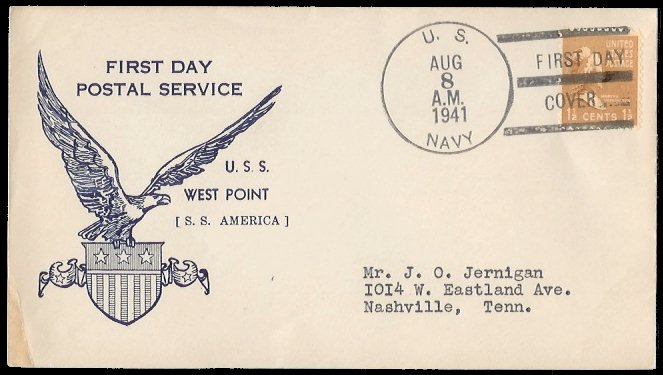 FIRST DAY
POSTAL SERVICE
U. S. S.
WEST POINT
[ S. S. AMERICA ]
U. S.
AUG
8
A.M.
1941
NAVY
FIRST DAY
COVER
UNITED
STATES
POSTAGE
1½ CENTS 1½
Mr. J. O. Jernigan
IOI4 W. Eastland Ave.
Nashville, Tenn.